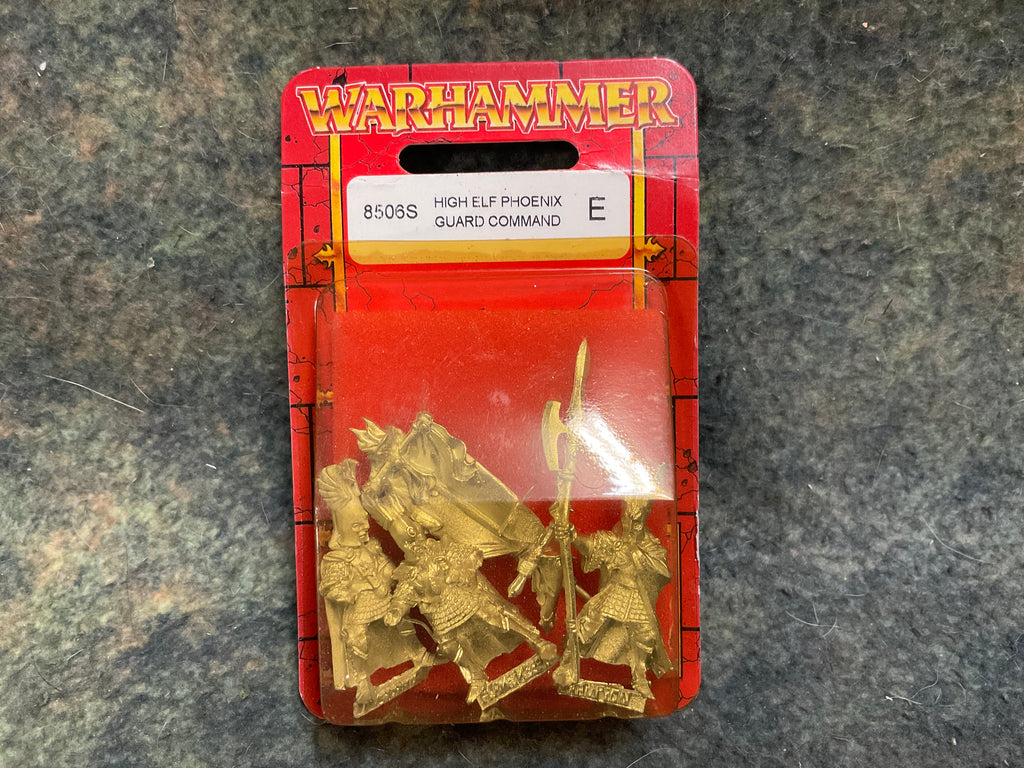 WARHAMMER
8506S
HIGH ELF PHOENIX
GUARD COMMAND
E